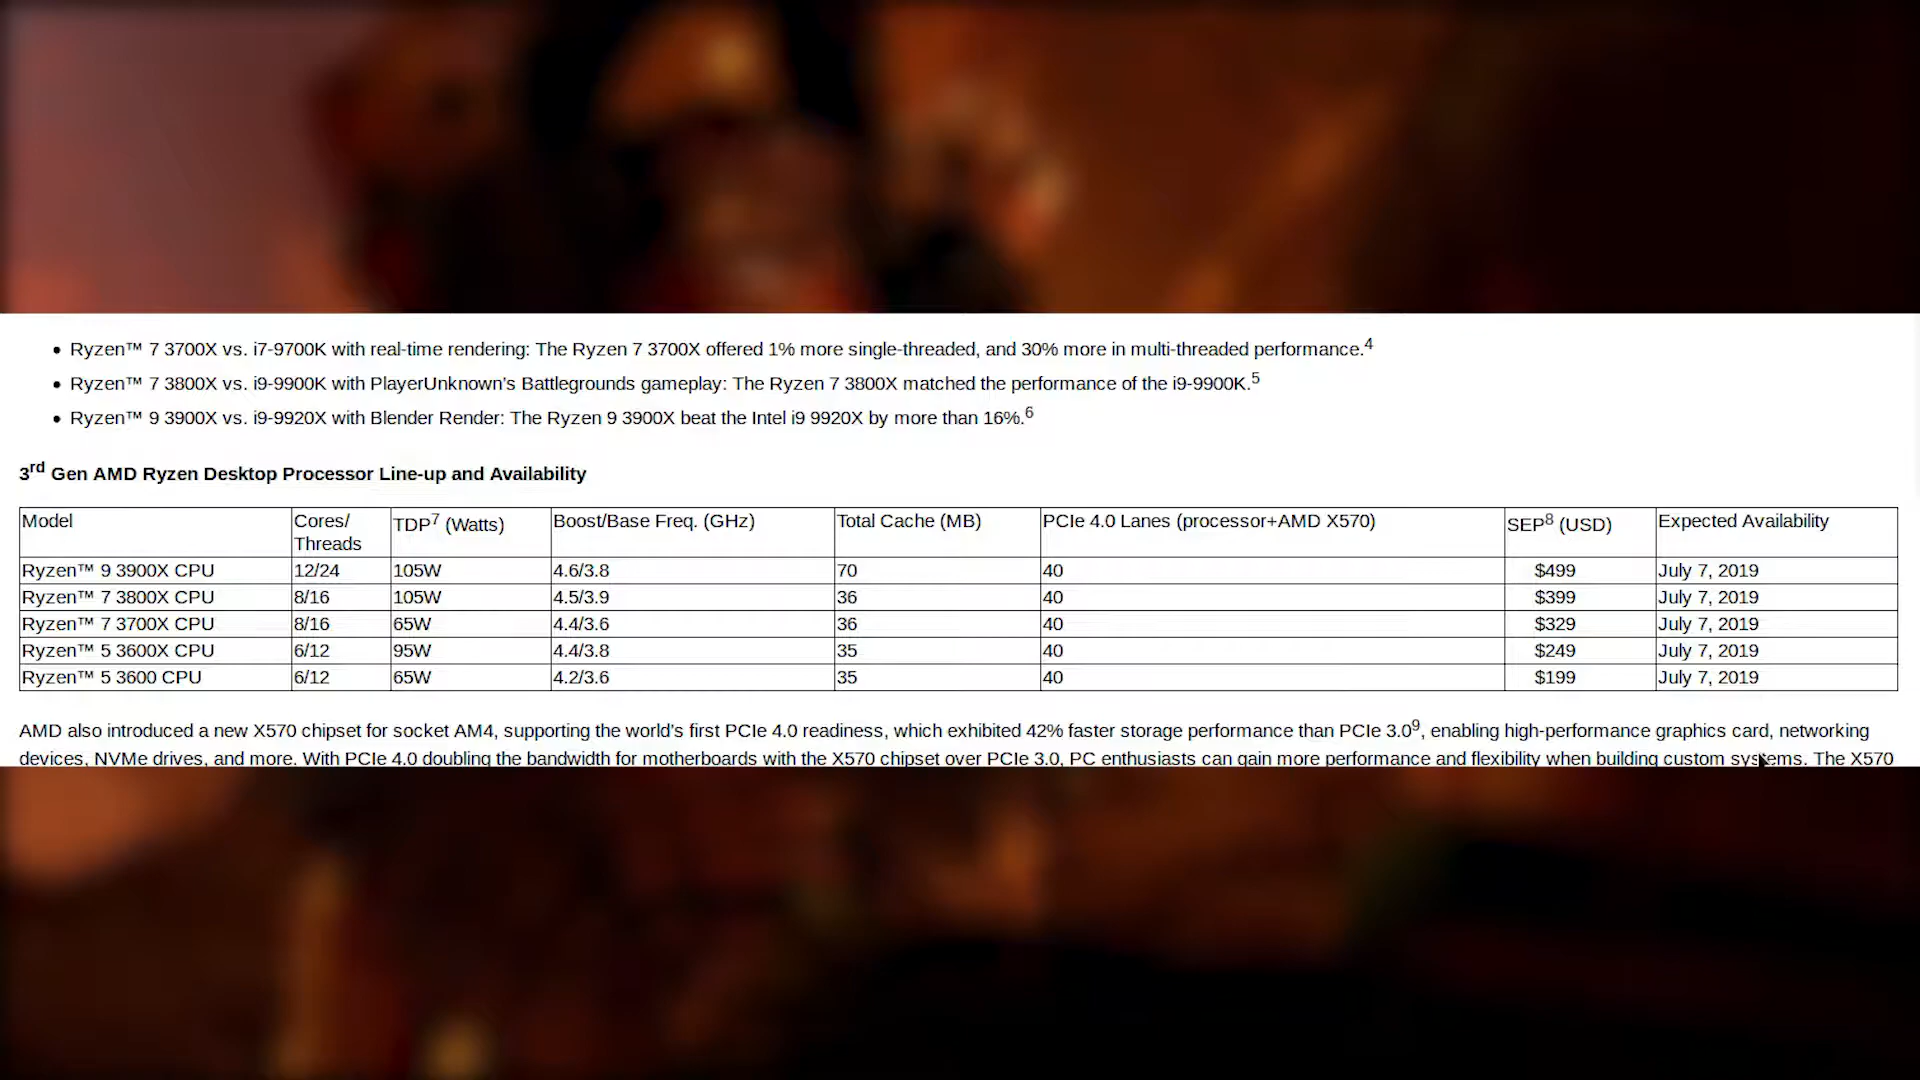 • Ryzen™ 7 3700X vs. i7-9700K with real-time rendering: The Ryzen 7 3700X offered 1% more single-threaded, and 30% more in multi-threaded performance.4
• Ryzen™ 7 3800X vs. i9-9900K with PlayerUnknown's Battlegrounds gameplay: The Ryzen 7 3800X matched the performance of the i9-9900K.5
• Ryzen™ 9 3900X vs. i9-9920X with Blender Render: The Ryzen 9 3900X beat the Intel i9 9920X by more than 16%.6
3rd Gen AMD Ryzen Desktop Processor Line-up and Availability
Model Cores/ Threads TDP7 (Watts) Boost/Base Freq. (GHz) Total Cache (MB) PCIe 4.0 Lanes (processor+AMD X570) SEP8 (USD) Expected Availability
Ryzen™ 9 3900X CPU 12/24 105W 4.6/3.8 70 40 $499 July 7, 2019
Ryzen™ 7 3800X CPU 8/16 105W 4.5/3.9 36 40 $399 July 7, 2019
Ryzen™ 7 3700X CPU 8/16 65W 4.4/3.6 36 40 $329 July 7, 2019
Ryzen™ 5 3600X CPU 6/12 95W 4.4/3.8 35 40 $249 July 7, 2019
Ryzen™ 5 3600 CPU 6/12 65W 4.2/3.6 35 40 $199 July 7, 2019
AMD also introduced a new X570 chipset for socket AM4, supporting the world's first PCIe 4.0 readiness, which exhibited 42% faster storage performance than PCIe 3.09, enabling high-performance graphics card, networking
devices, NVMe drives, and more. With PCIe 4.0 doubling the bandwidth for motherboards with the X570 chipset over PCIe 3.0, PC enthusiasts can gain more performance and flexibility when building custom systems. The X570